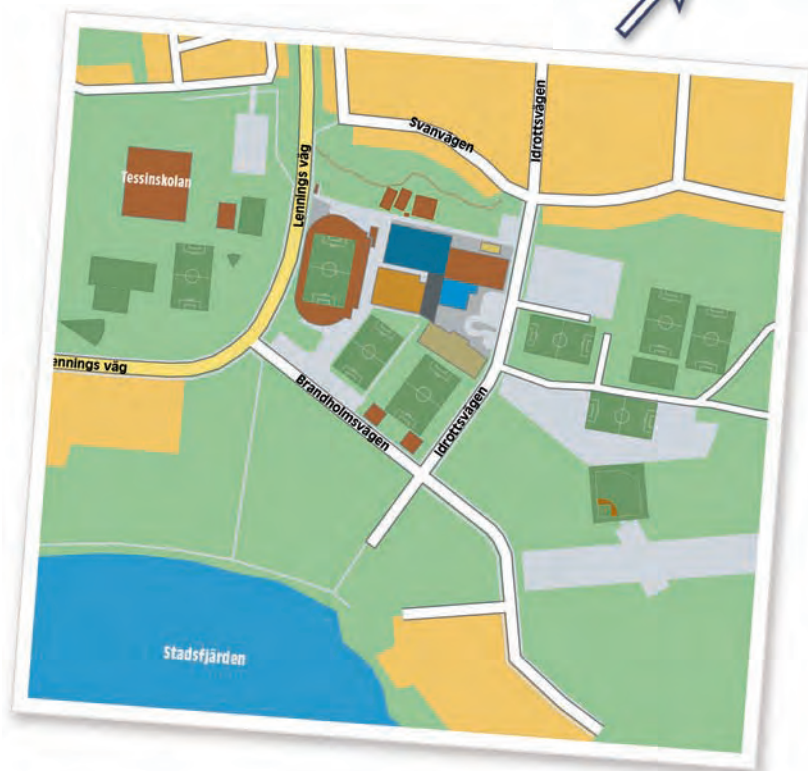 Svanvägen
Idrottsvägen
Lennings väg
Tessinskolan
ennings väg
Brandholmsvägen
Idrottsvägen
Stadsfjärden